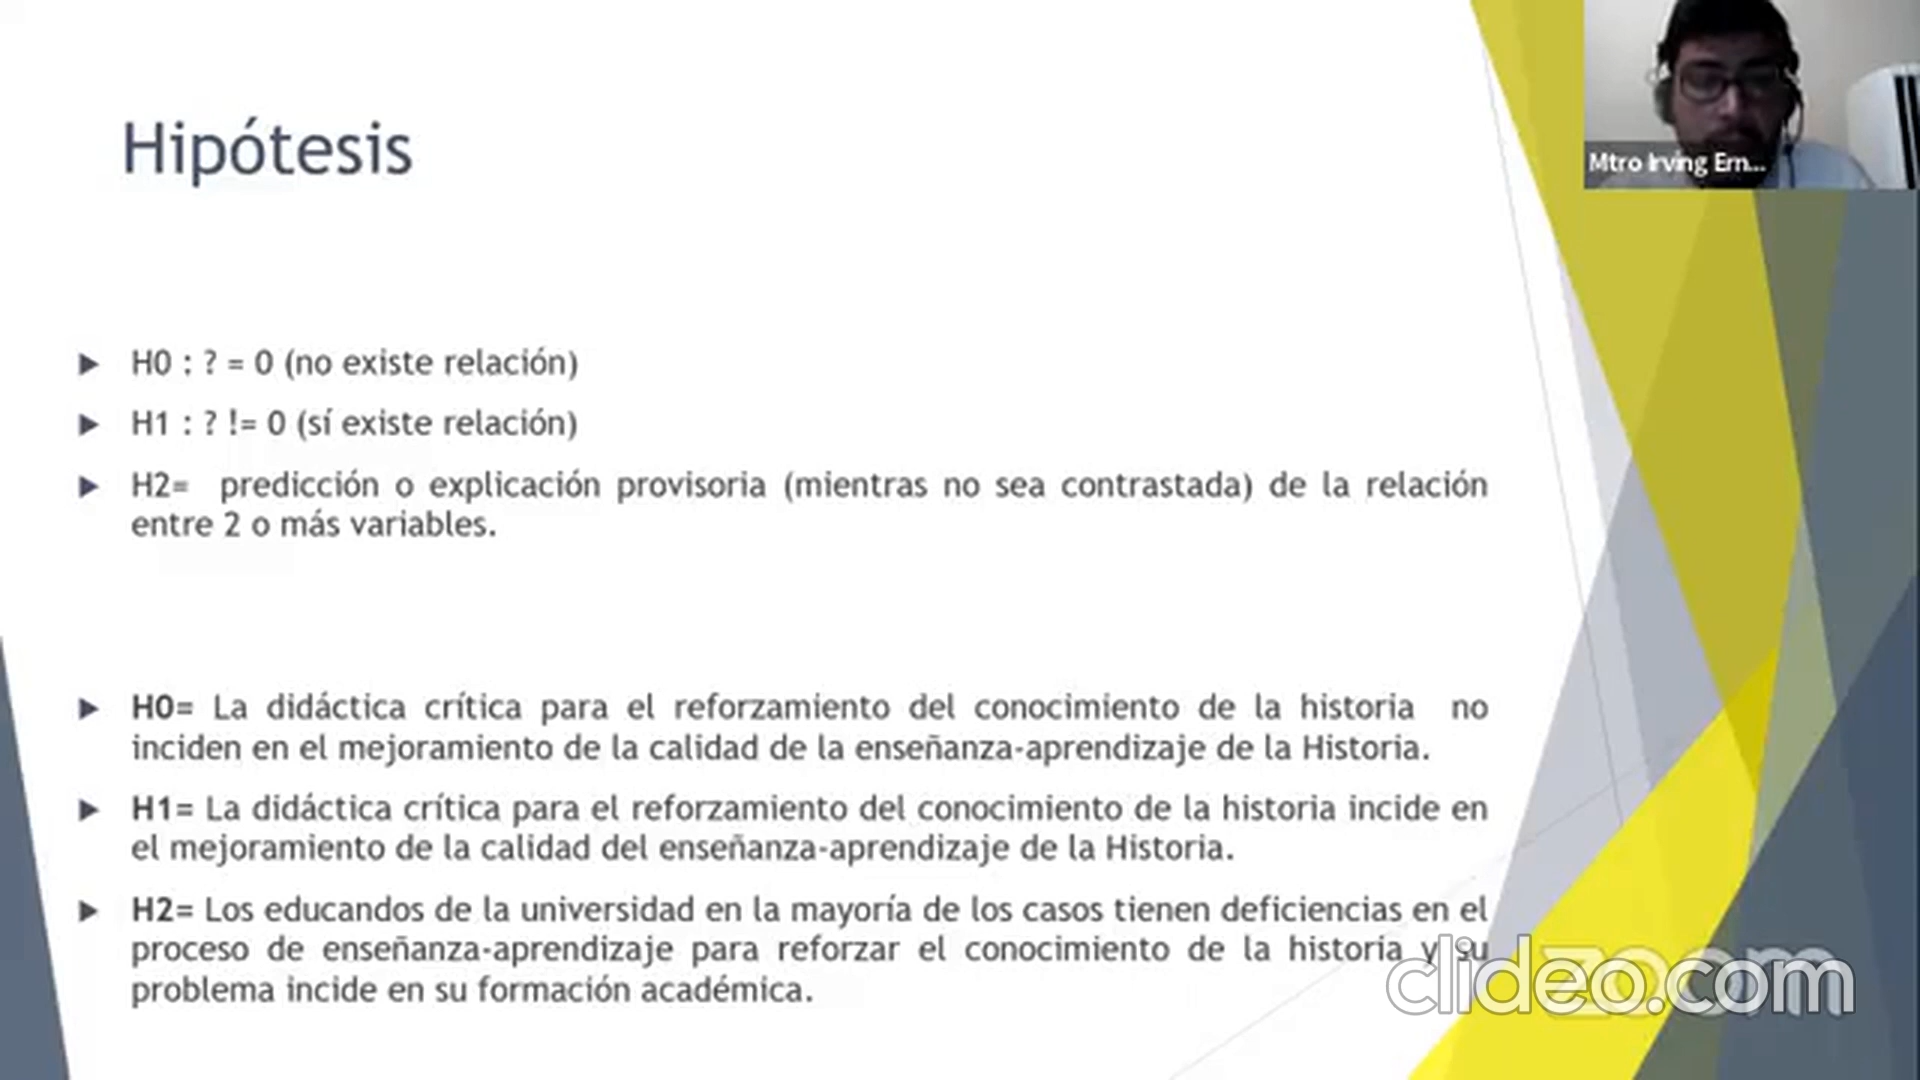 Hipótesis
Mtro Irving Ern...
H0 : ? = 0 (no existe relación)
H1 : ? != 0 (sí existe relación)
H2= predicción o explicación provisoria (mientras no sea contrastada) de la relación
entre 2 o más variables.
H0= La didáctica crítica para el reforzamiento del conocimiento de la historia no
inciden en el mejoramiento de la calidad de la enseñanza-aprendizaje de la Historia.
H1= La didáctica crítica para el reforzamiento del conocimiento de la historia incide en
el mejoramiento de la calidad del enseñanza-aprendizaje de la Historia.
H2= Los educandos de la universidad en la mayoría de los casos tienen deficiencias en el
proceso de enseñanza-aprendizaje para reforzar el conocimiento de la historia y su
problema incide en su formación académica.
clideo.com
zoom